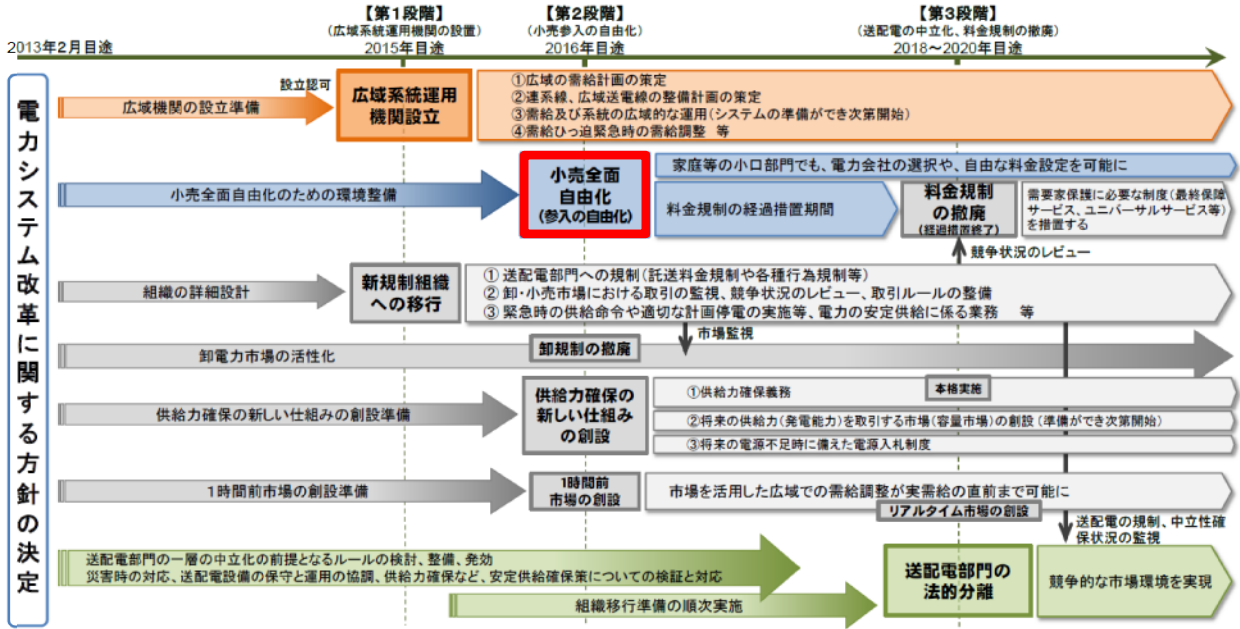 【第1段階】
(広域系統運用機関の設置)
2015年目途
【第2段階】
(小売参入の自由化)
2016年目途
【第3段階】
(送配電の中立化、料金規制の撤廃)
2018～2020年目途
2013年2月目途
電力システム改革に関する方針の決定
広域機関の設立準備
設立認可
広域系統運用
機関設立
①広域の需給計画の策定
②連系線、広域送電線の整備計画の策定
③需給及び系統の広域的な運用(システムの準備ができ次第開始)
④需給ひっ迫緊急時の需給調整 等
小売全面自由化のための環境整備
小売全面
自由化
(参入の自由化)
家庭等の小口部門でも、電力会社の選択や、自由な料金設定を可能に
料金規制の経過措置期間
料金規制
の撤廃
(経過措置終了)
需要家保護に必要な制度(最終保障
サービス、ユニバーサルサービス等)
を措置する
競争状況のレビュー
組織の詳細設計
新規制組織
への移行
① 送配電部門への規制(託送料金規制や各種行為規制等)
② 卸・小売市場における取引の監視、競争状況のレビュー、取引ルールの整備
③ 緊急時の供給命令や適切な計画停電の実施等、電力の安定供給に係る業務 等
市場監視
卸電力市場の活性化
卸規制の撤廃
供給力確保の新しい仕組みの創設準備
供給力確保の
新しい仕組み
の創設
①供給力確保義務
本格実施
②将来の供給力(発電能力)を取引する市場(容量市場)の創設(準備ができ次第開始)
③将来の電源不足時に備えた電源入札制度
1時間前市場の創設準備
1時間前
市場の創設
市場を活用した広域での需給調整が実需給の直前まで可能に
リアルタイム市場の創設
送配電の規制、中立性確
保状況の監視
送配電部門の一層の中立化の前提となるルールの検討、整備、発効
災害時の対応、送配電設備の保守と運用の協調、供給力確保など、安定供給確保策についての検証と対応
組織移行準備の順次実施
送配電部門の
法的分離
競争的な市場環境を実現